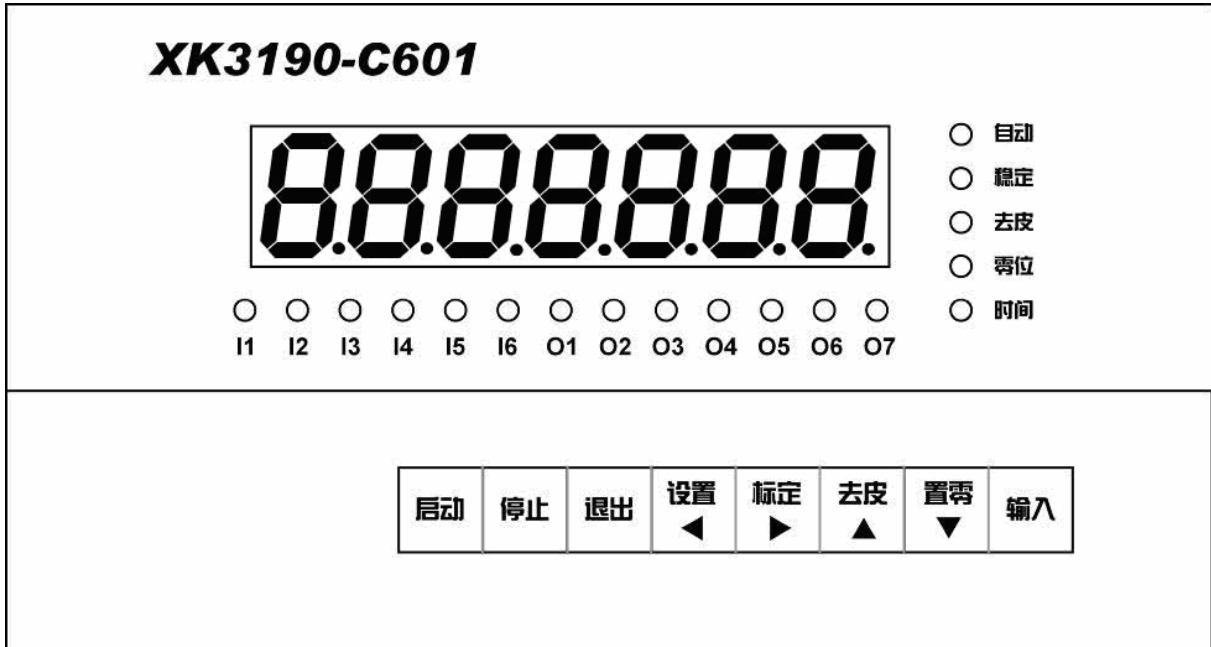 XK3190-C601
8.8.8.8.8.8.8.
自动
稳定
去皮
零位
时间
I1 I2 I3 I4 I5 I6 O1 O2 O3 O4 O5 O6 O7
启动 停止 退出 设置 标定 去皮 置零 输入
◀ ▶ ▲ ▼